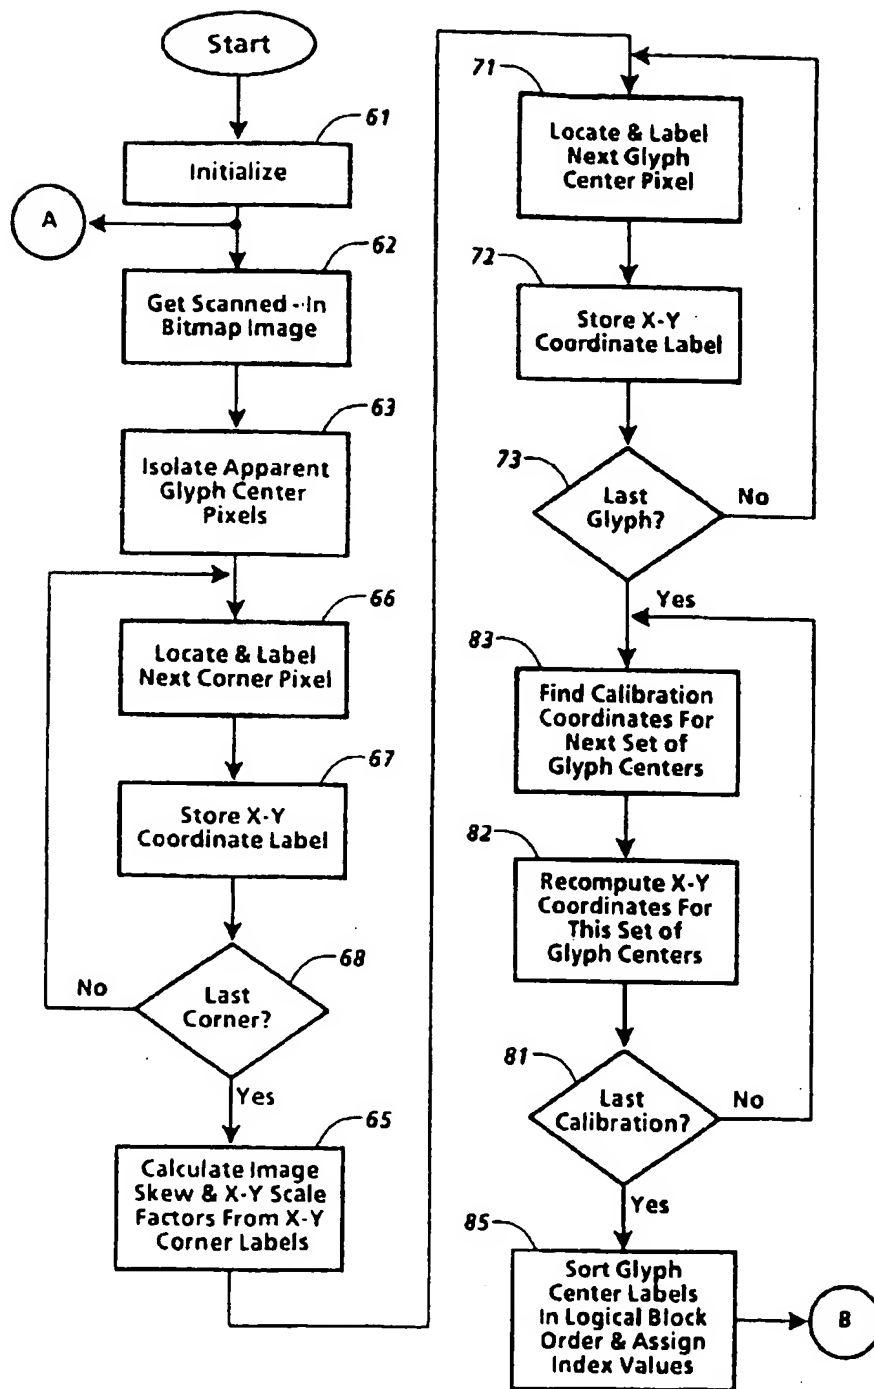 Start
61
Initialize
A
62
Get Scanned - In
Bitmap Image
63
Isolate Apparent
Glyph Center
Pixels
66
Locate & Label
Next Corner Pixel
67
Store X-Y
Coordinate Label
68
Last
Corner?
No
Yes
65
Calculate Image
Skew & X-Y Scale
Factors From X-Y
Corner Labels
71
Locate & Label
Next Glyph
Center Pixel
72
Store X-Y
Coordinate Label
73
Last
Glyph?
No
Yes
83
Find Calibration
Coordinates For
Next Set of
Glyph Centers
82
Recompute X-Y
Coordinates For
This Set of
Glyph Centers
81
Last
Calibration?
No
Yes
85
Sort Glyph
Center Labels
In Logical Block
Order & Assign
Index Values
B